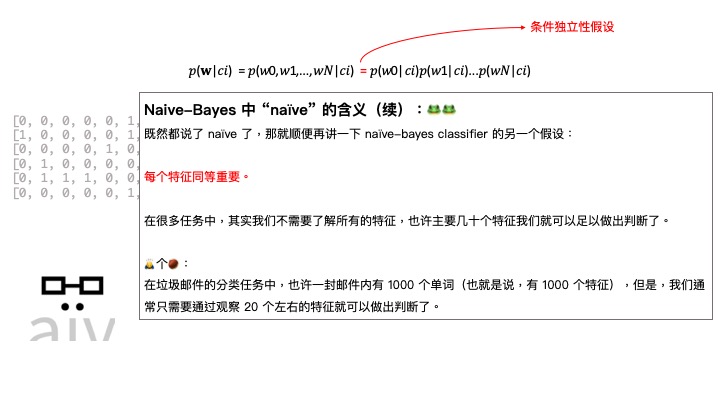 条件独立性假设
p(w|ci) = p(w0,w1,...,wN|ci) = p(w0|ci)p(w1|ci)...p(wN|ci)
Naive-Bayes 中 “naïve” 的含义（续）：🐸🐸
既然都说了 naïve 了，那就顺便再讲一下 naïve-bayes classifier 的另一个假设：
每个特征同等重要。
在很多任务中，其实我们不需要了解所有的特征，也许主要几十个特征我们就可以足以做出判断了。
个🌰：
在垃圾邮件的分类任务中，也许一封邮件内有 1000 个单词（也就是说，有 1000 个特征），但是，我们通
常只需要通过观察 20 个左右的特征就可以做出判断了。
[0, 0, 0, 0, 0, 1,
[1, 0, 0, 0, 0, 1,
[0, 0, 0, 0, 1, 0,
[0, 1, 0, 0, 0, 0,
[0, 1, 1, 1, 0, 0,
[0, 0, 0, 0, 0, 1,